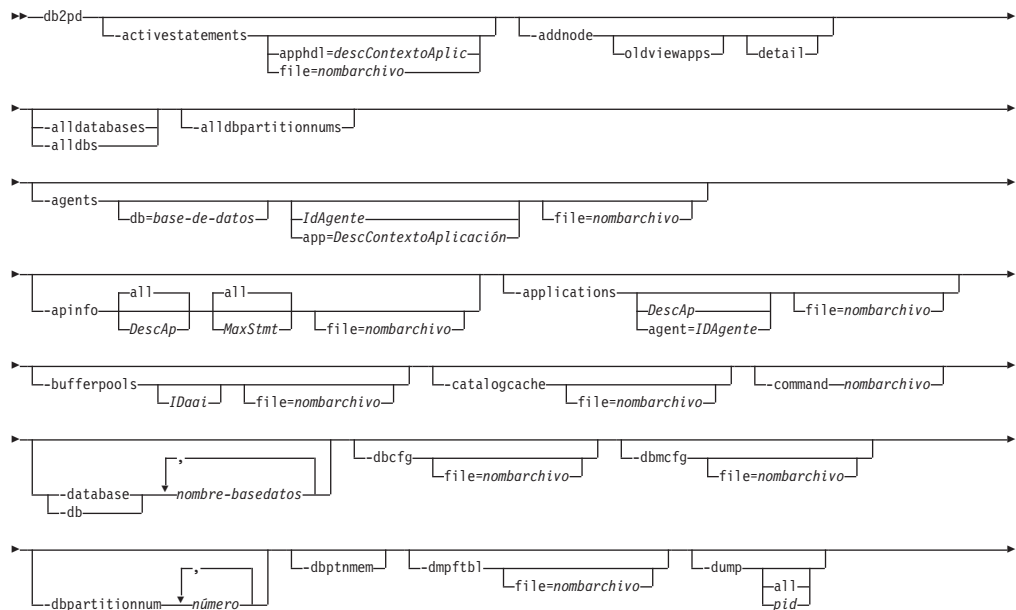 db2pd
-activestatements
apphdl=descContextoAplic
file=nombarchivo
-addnode
oldviewapps
detail
-alldatabases
-alldbs
-alldbpartitionnums
-agents
db=base-de-datos
IdAgente
app=DescContextoAplicación
file=nombarchivo
-apinfo
all
DescAp
all
MaxStmt
file=nombarchivo
-applications
DescAp
agent=IDAgente
file=nombarchivo
-bufferpools
IDaai
file=nombarchivo
-catalogcache
file=nombarchivo
-command nombarchivo
-database
-db
,
nombre-basedatos
-dbcfg
file=nombarchivo
-dbmcfg
file=nombarchivo
-dbpartitionnum
,
número
-dbptnmem
-dmpftbl
file=nombarchivo
-dump
all
pid